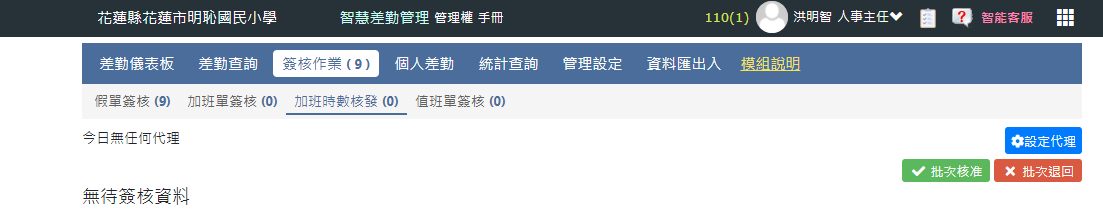 花蓮縣花蓮市明恥國民小學 智慧差勤管理 管理權 手冊 110(1) 洪明智 人事主任 智能客服
差勤儀表板 差勤查詢 簽核作業 ( 9 ) 個人差勤 統計查詢 管理設定 資料匯出入 模組說明
假單簽核 (9) 加班單簽核 (0) 加班時數核發 (0) 值班單簽核 (0)
今日無任何代理 設定代理
批次核准 批次退回
無待簽核資料